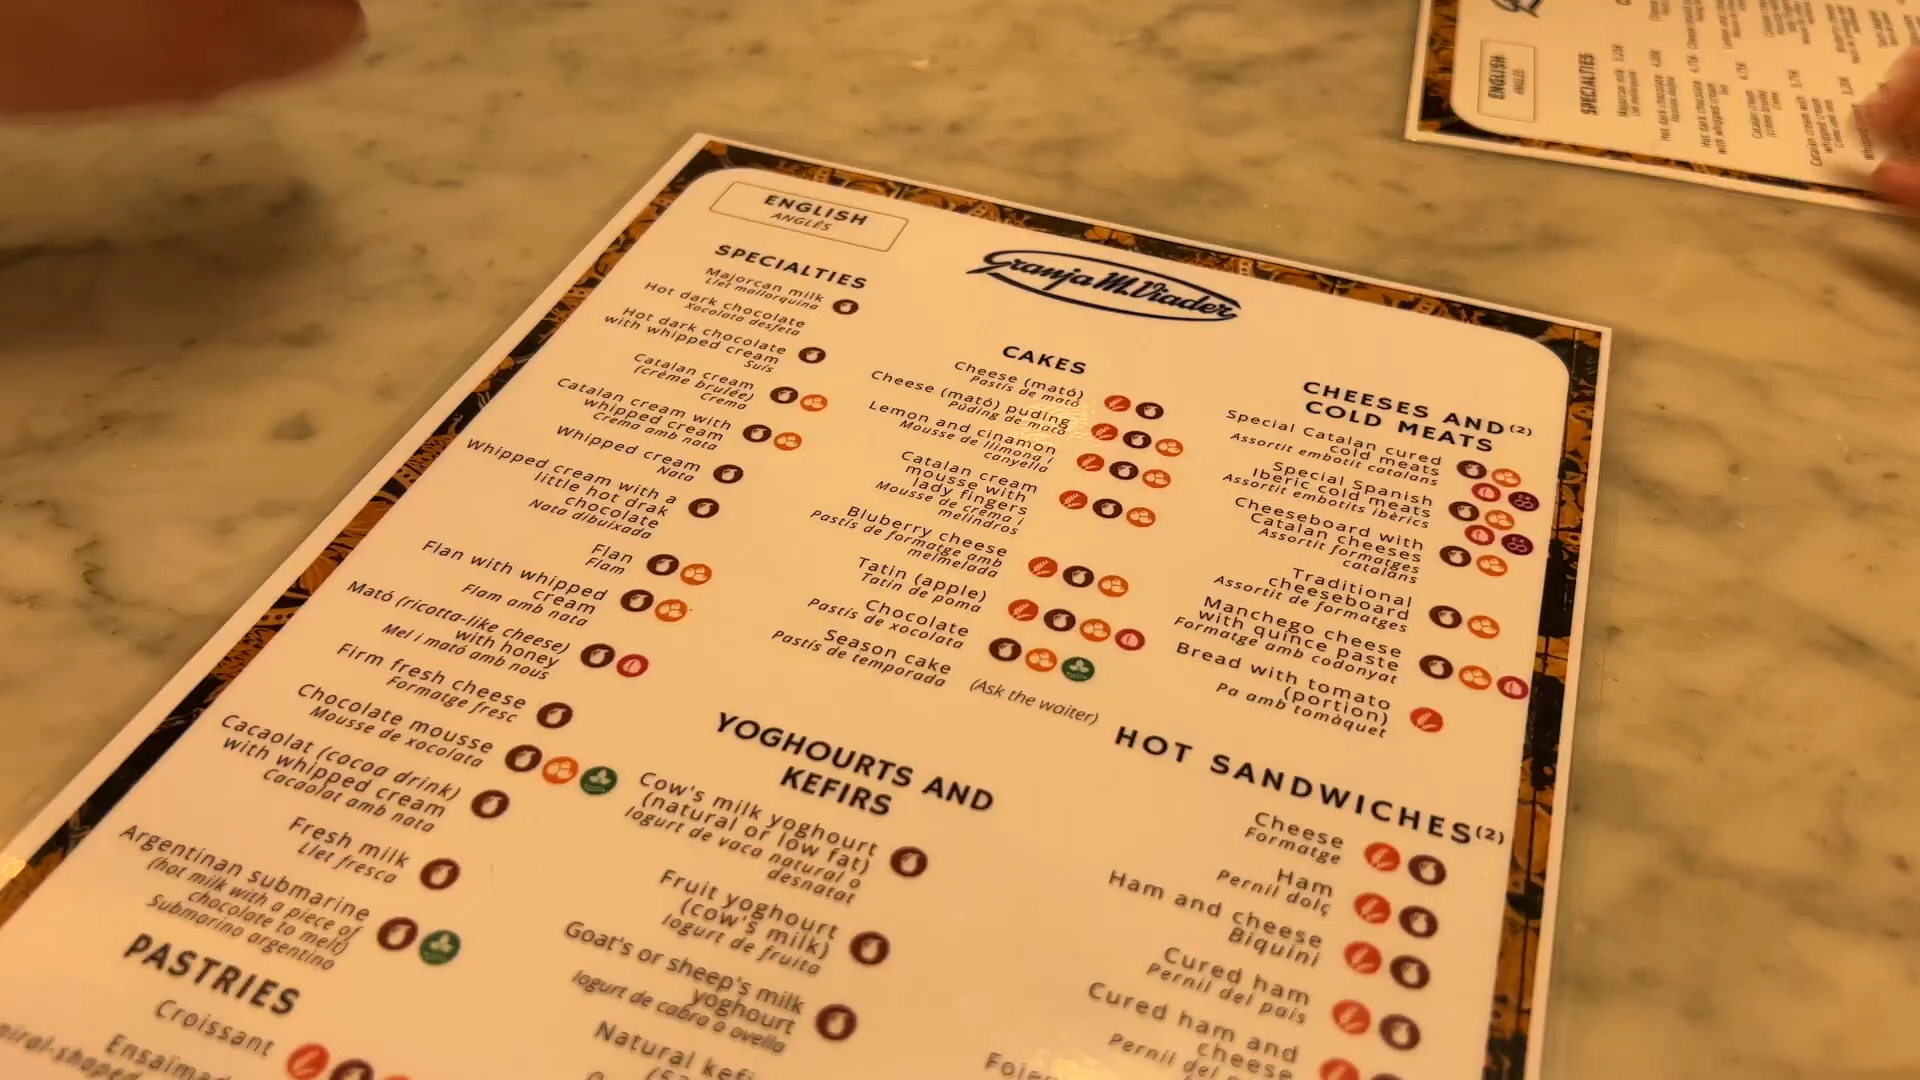 ENGLISH
ANGLÈS
Granja M. Viader
SPECIALTIES
Majorcan milk
Llet mallorquina
Hot dark chocolate
Xocolata desfeta
Hot dark chocolate
with whipped cream
Suís
Catalan cream
(crème brulée)
Crema
Catalan cream with
whipped cream
Crema amb nata
Whipped cream
Nata
Whipped cream with a
little hot drak
chocolate
Nata dibuixada
Flan
Flam
Flan with whipped
cream
Flam amb nata
Mató (ricotta-like cheese)
with honey
Mel i mató amb nous
Firm fresh cheese
Formatge fresc
Chocolate mousse
Mousse de xocolata
Cacaolat (cocoa drink)
with whipped cream
Cacaolat amb nata
Fresh milk
Llet fresca
Argentinan submarine
(hot milk with a piece of
chocolate to melt)
Submarino argentino
PASTRIES
Croissant
CAKES
Cheese (mató)
Pastís de mató
Cheese (mató) puding
Púding de mató
Lemon and cinamon
Mousse de llimona i
canyella
Catalan cream
mousse with
lady fingers
Mousse de crema i
melindros
Bluberry cheese
Pastís de formatge amb
melmelada
Tatin (apple)
Tatin de poma
Chocolate
Pastís de xocolata
Season cake
Pastís de temporada
(Ask the waiter)
YOGHOURTS AND
KEFIRS
Cow's milk yoghourt
(natural or low fat)
Iogurt de vaca natural o
desnatat
Fruit yoghourt
(cow's milk)
Iogurt de fruita
Goat's or sheep's milk
yoghourt
Iogurt de cabra o ovella
Natural
CHEESES AND (2)
COLD MEATS
Special Catalan cured
cold meats
Assortit embotit catalans
Special Spanish
Iberic cold meats
Assortit embotits ibèrics
Cheeseboard with
Catalan cheeses
Assortit formatges
catalans
Traditional
cheeseboard
Assortit de formatges
Manchego cheese
with quince paste
Formatge amb codonyat
Bread with tomato
(portion)
Pa amb tomàquet
HOT SANDWICHES (2)
Cheese
Formatge
Ham
Pernil dolç
Ham and cheese
Biquini
Cured ham
Pernil del país
Cured ham and
cheese
Pernil del
ENGLISH
ANGLÈS
SPECIALTIES